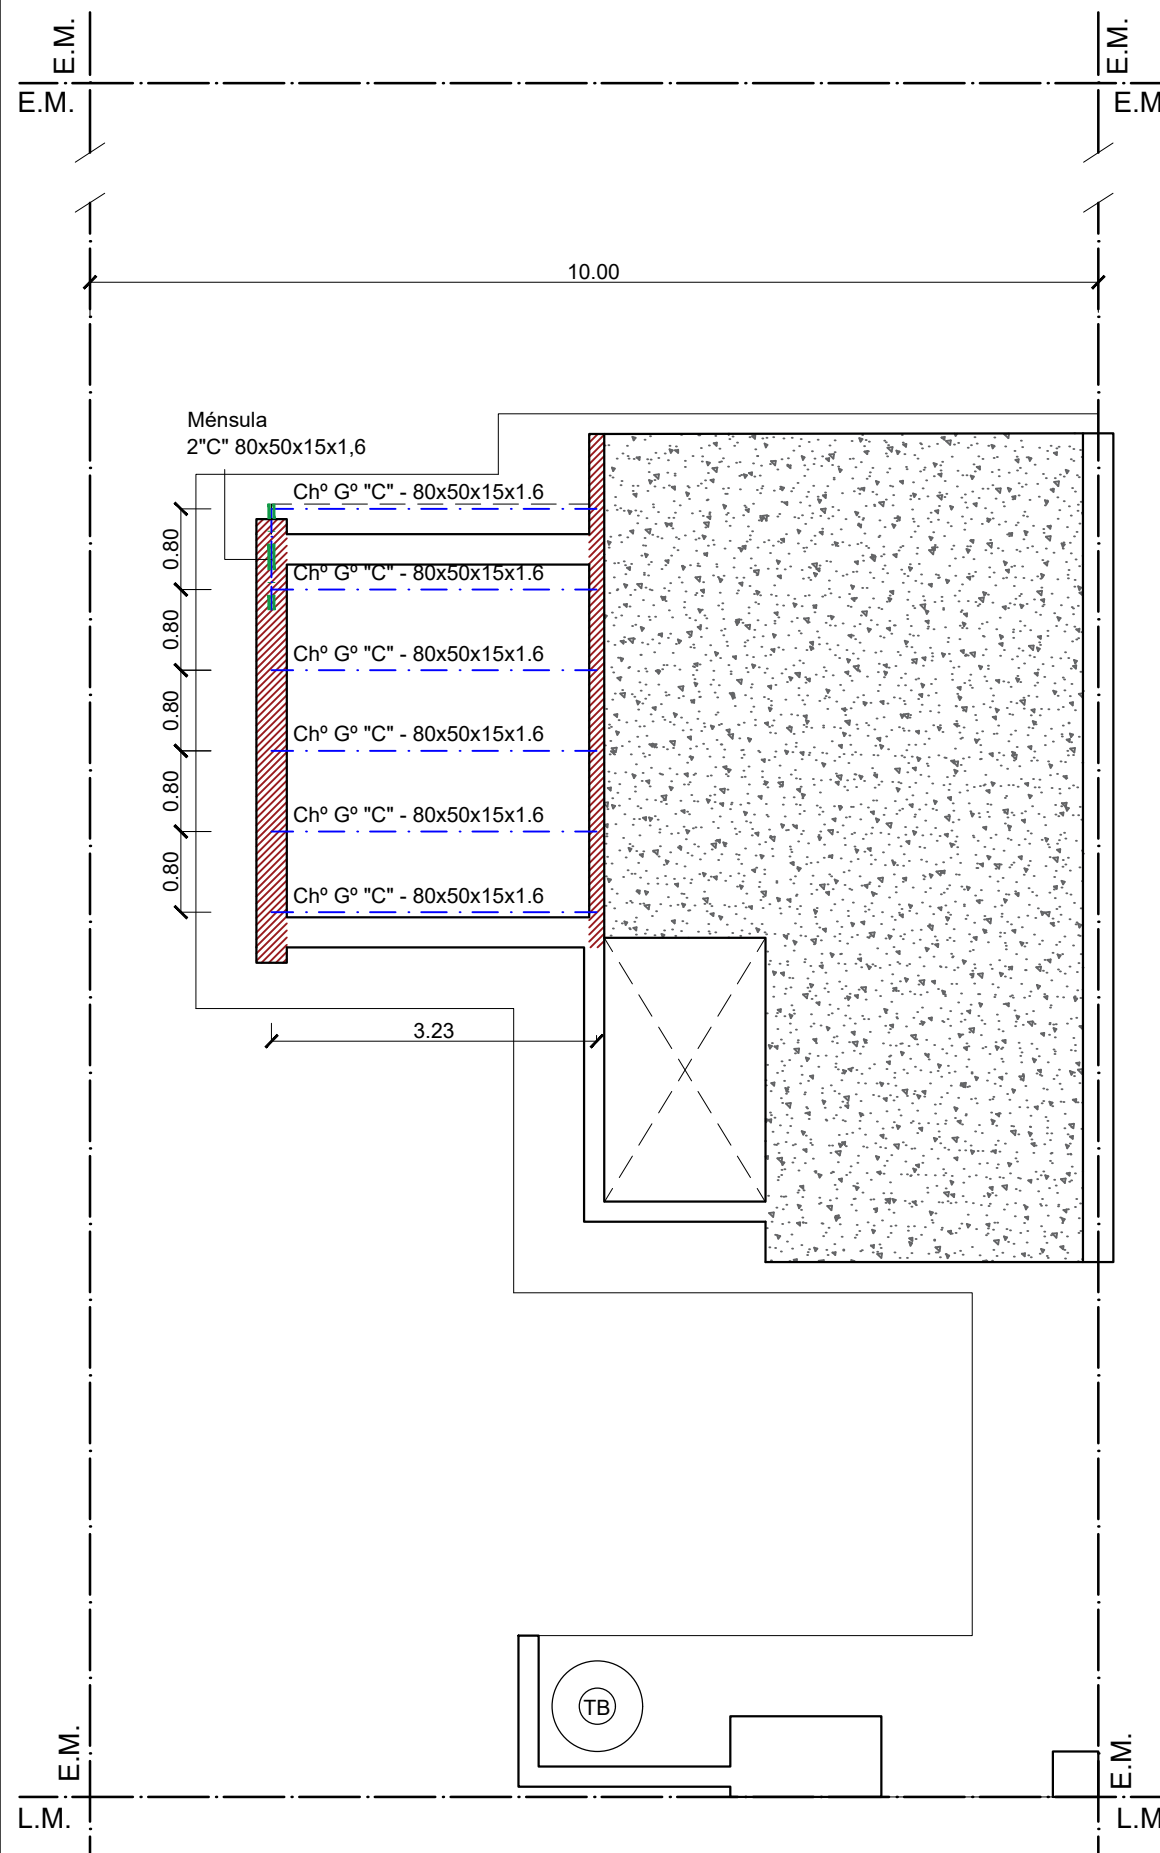 E.M.
E.M.
E.M.
E.M
10.00
Ménsula
2"C" 80x50x15x1,6
Chº Gº "C" - 80x50x15x1.6
0.80
Chº Gº "C" - 80x50x15x1.6
0.80
Chº Gº "C" - 80x50x15x1.6
0.80
Chº Gº "C" - 80x50x15x1.6
0.80
Chº Gº "C" - 80x50x15x1.6
0.80
Chº Gº "C" - 80x50x15x1.6
3.23
TB
E.M.
E.M.
L.M.
L.M